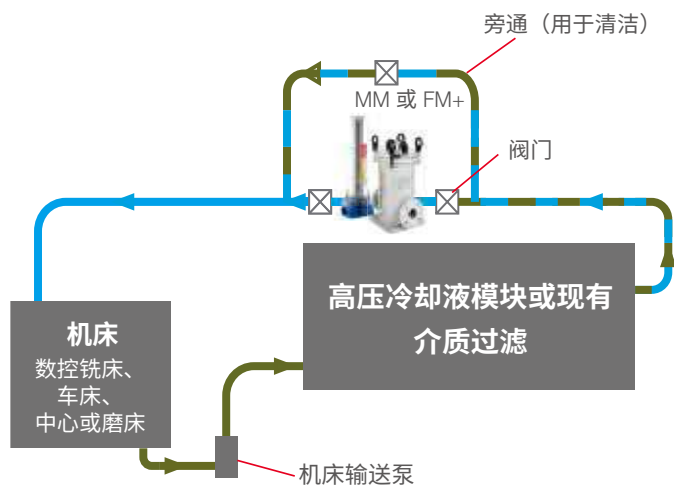 旁通（用于清洁）
MM 或 FM+
阀门
高压冷却液模块或现有
介质过滤
机床
数控铣床、
车床、
中心或磨床
机床输送泵